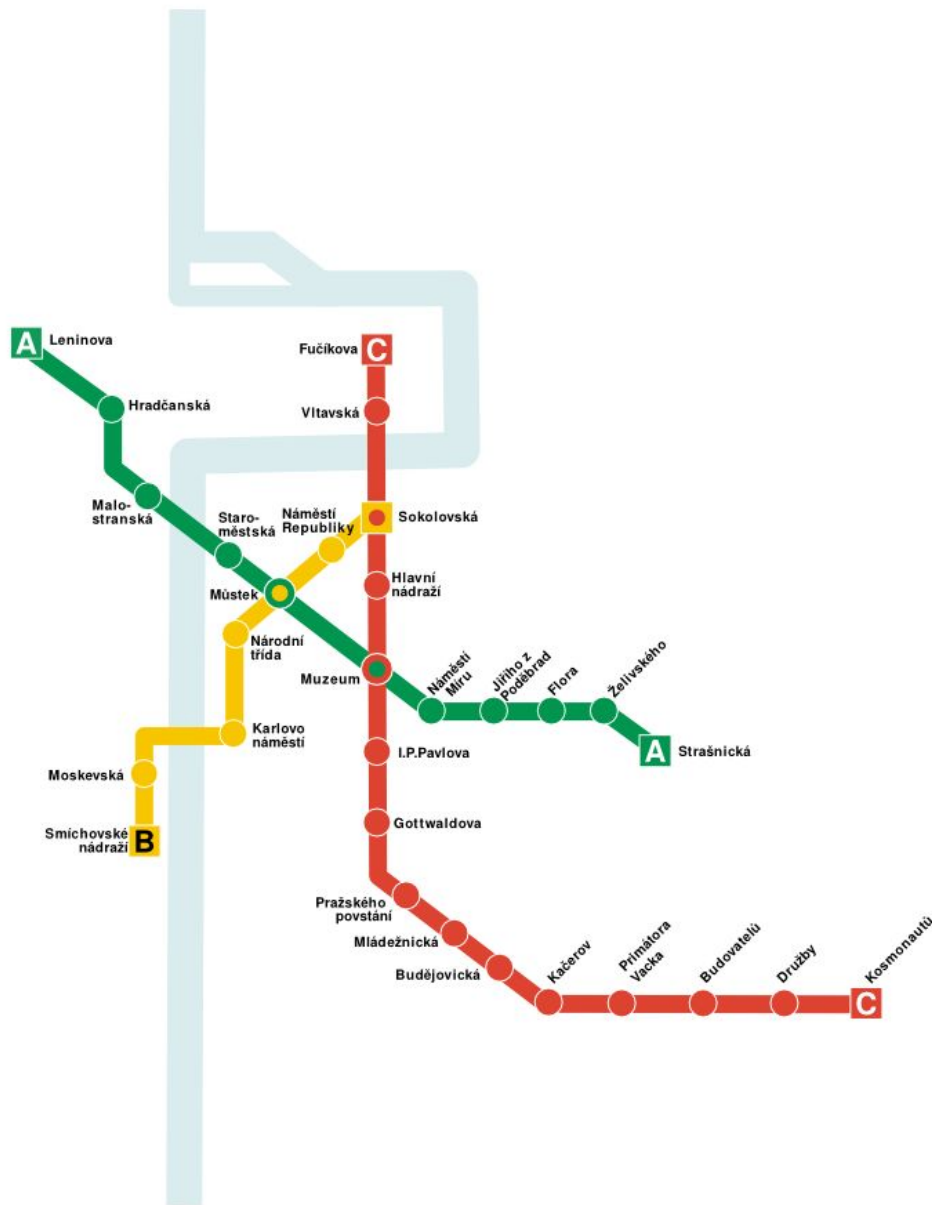 A
Leninova
Fučíkova
C
Hradčanská
Vltavská
Malo-
stranská
Staro-
městská
Náměstí
Republiky
Sokolovská
Můstek
Hlavní
nádraží
Národní
třída
Muzeum
Náměstí
Míru
Jiřího z
Poděbrad
Flora
Želivského
Karlovo
náměstí
I.P.Pavlova
A
Strašnická
Moskevská
Smíchovské
nádraží
B
Gottwaldova
Pražského
povstání
Mládežnická
Budějovická
Kačerov
Primátora
Vacka
Budovatelů
Družby
Kosmonautů
C